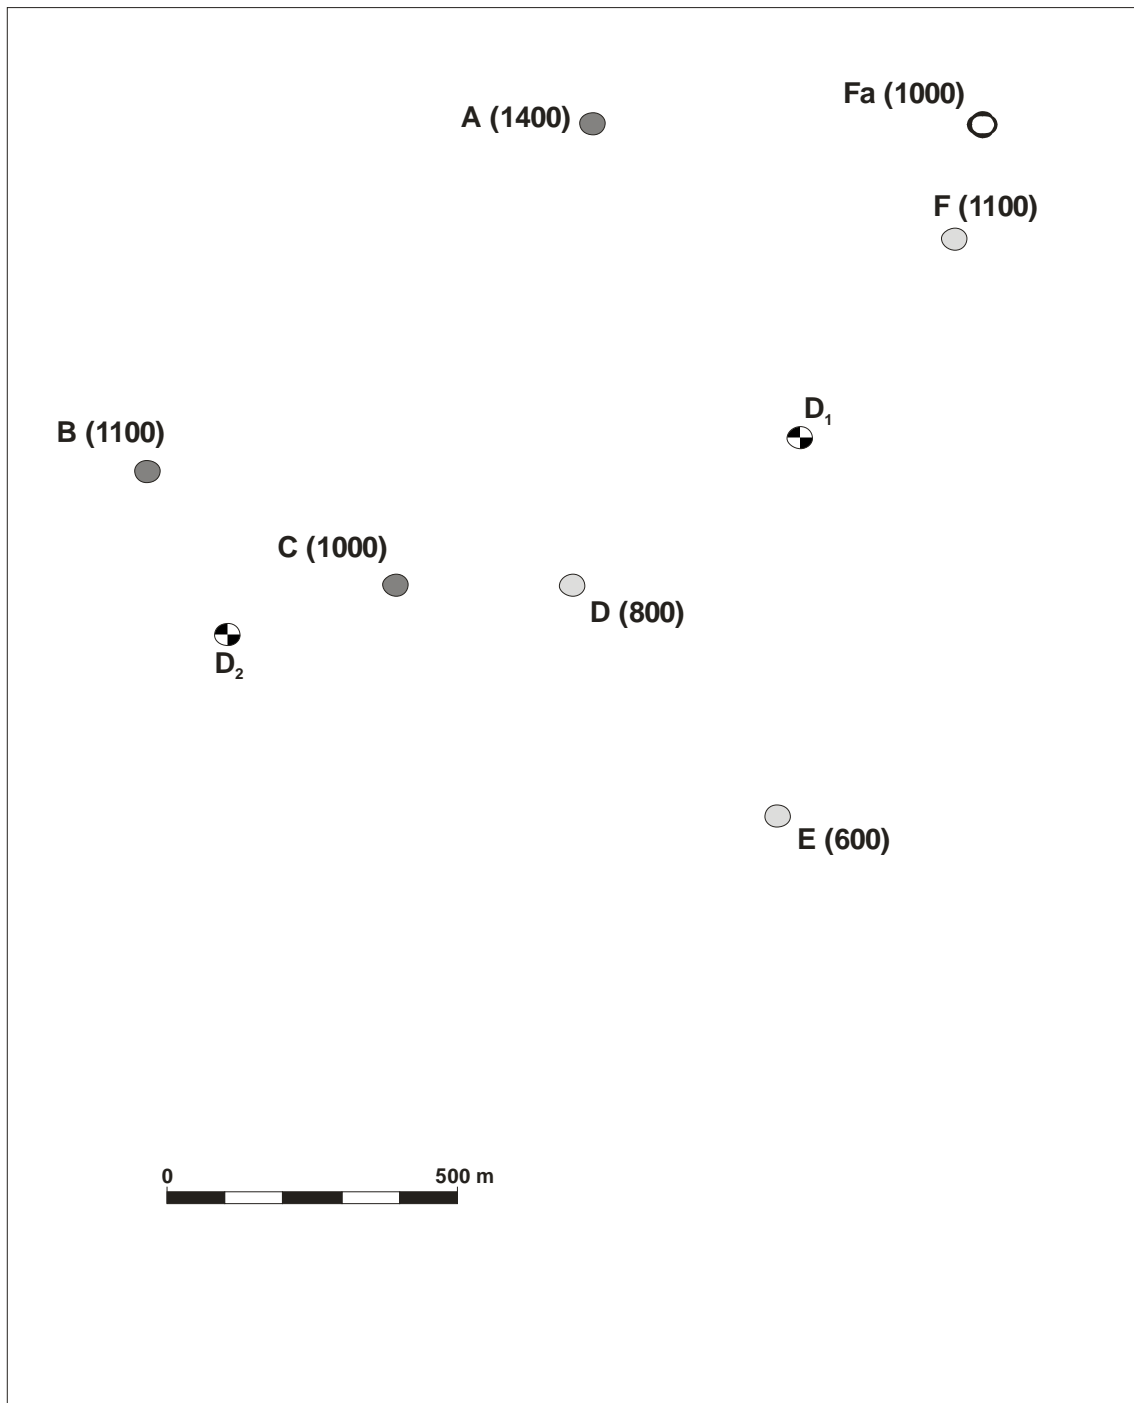 Fa (1000)
A (1400)
F (1100)
D₁
B (1100)
C (1000)
D (800)
D₂
E (600)
0 500 m